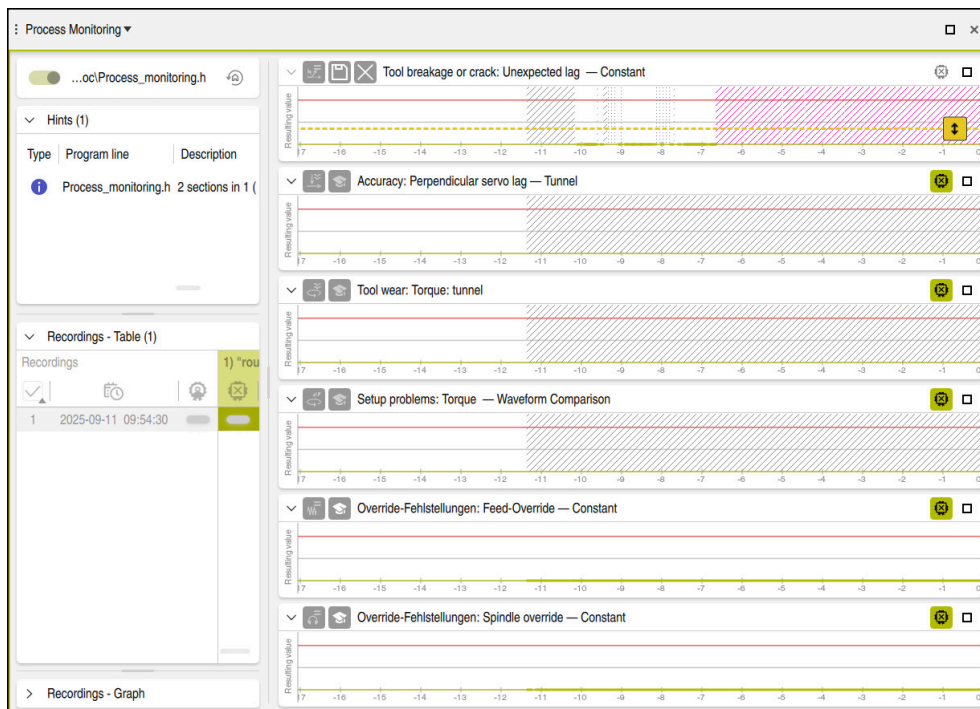 Process Monitoring
...oc\Process_monitoring.h
Hints (1)
Type Program line Description
Process_monitoring.h 2 sections in 1 (
Recordings - Table (1)
Recordings 1) "rou
1 2025-09-11 09:54:30
Recordings - Graph
Tool breakage or crack: Unexpected lag — Constant
Resulting value
17 -16 -15 -14 -13 -12 -11 -10 -9 -8 -7 -6 -5 -4 -3 -2 -1 0
Accuracy: Perpendicular servo lag — Tunnel
Resulting value
17 -16 -15 -14 -13 -12 -11 -10 -9 -8 -7 -6 -5 -4 -3 -2 -1 0
Tool wear: Torque: tunnel
Resulting value
17 -16 -15 -14 -13 -12 -11 -10 -9 -8 -7 -6 -5 -4 -3 -2 -1 0
Setup problems: Torque — Waveform Comparison
Resulting value
17 -16 -15 -14 -13 -12 -11 -10 -9 -8 -7 -6 -5 -4 -3 -2 -1 0
Override-Fehlstellungen: Feed-Override — Constant
Resulting value
17 -16 -15 -14 -13 -12 -11 -10 -9 -8 -7 -6 -5 -4 -3 -2 -1 0
Override-Fehlstellungen: Spindle override — Constant
Resulting value
17 -16 -15 -14 -13 -12 -11 -10 -9 -8 -7 -6 -5 -4 -3 -2 -1 0